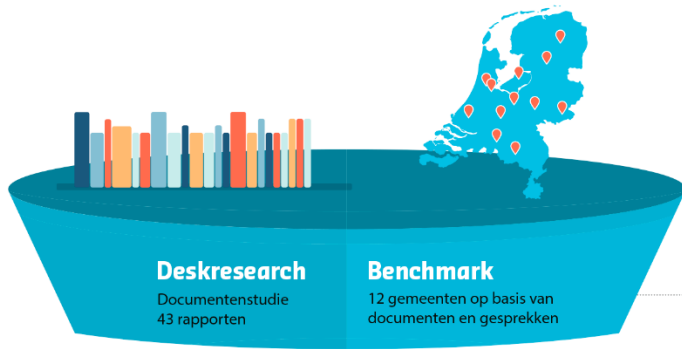 Deskresearch
Documentenstudie
43 rapporten
Benchmark
12 gemeenten op basis van
documenten en gesprekken